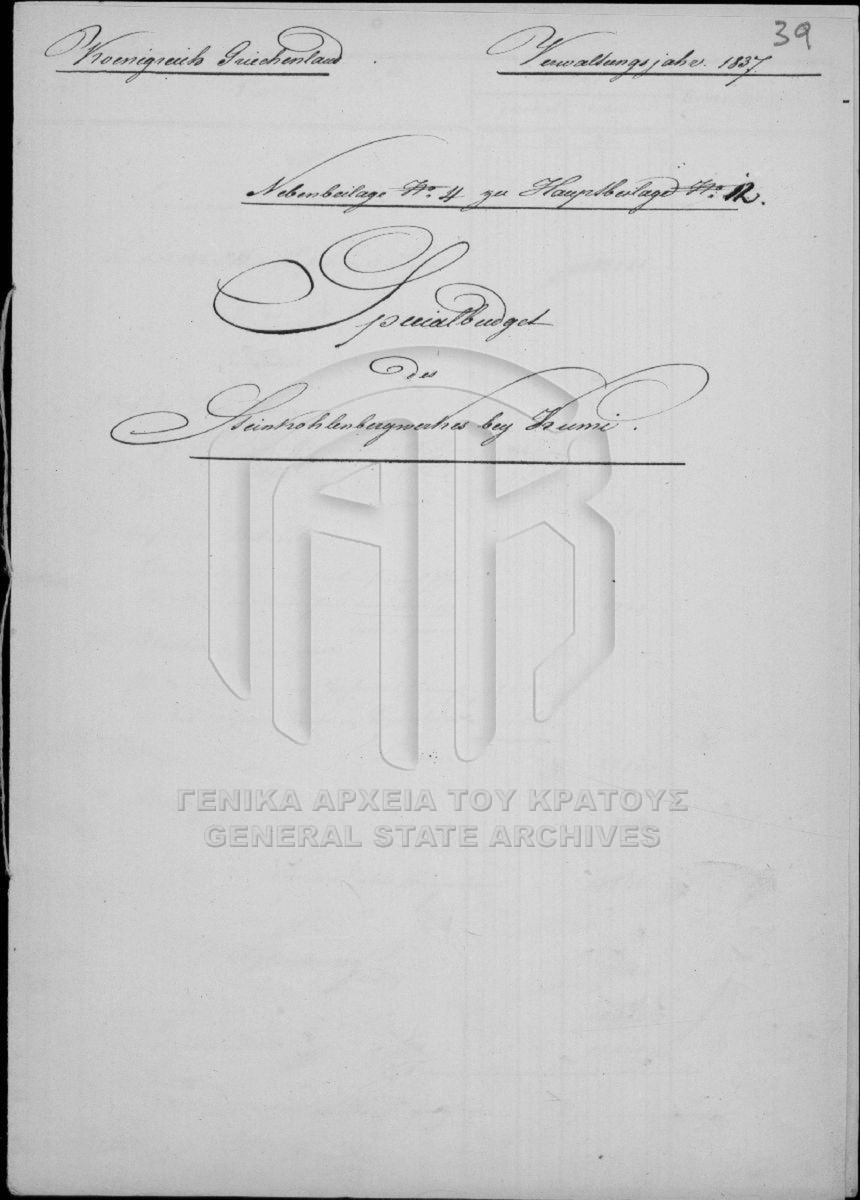 39
Koenigreich Griechenland. Verwaltungsjahr. 1837.
Nebenbeilage No. 4 zu Hauptbeilage No. 12.
Specialbudget
des
Steinkohlenbergwerkes bey Kumi.
ΓΕΝΙΚΑ ΑΡΧΕΙΑ ΤΟΥ ΚΡΑΤΟΥΣ
GENERAL STATE ARCHIVES